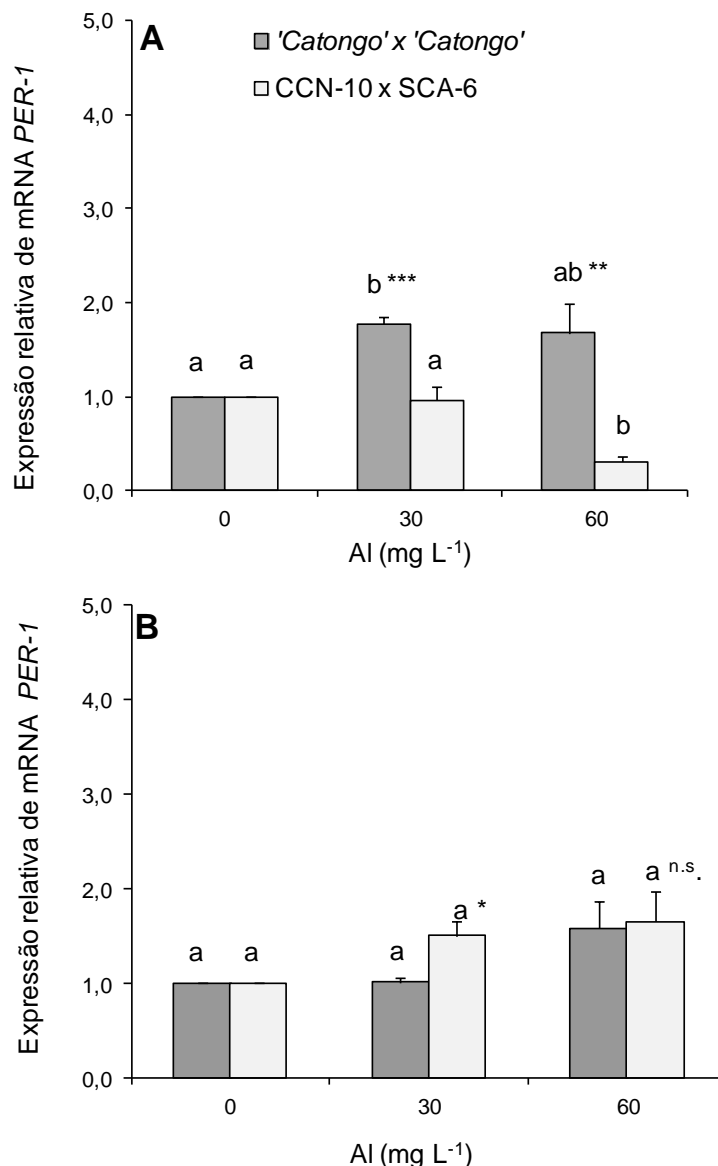 A
'Catongo' x 'Catongo'
CCN-10 x SCA-6
Expressão relativa de mRNA PER-1
5,0
4,0
3,0
2,0
1,0
0,0
a a
b *** a
ab ** b
0 30 60
Al (mg L-1)
B
Expressão relativa de mRNA PER-1
5,0
4,0
3,0
2,0
1,0
0,0
a a
a a *
a a n.s.
0 30 60
Al (mg L-1)